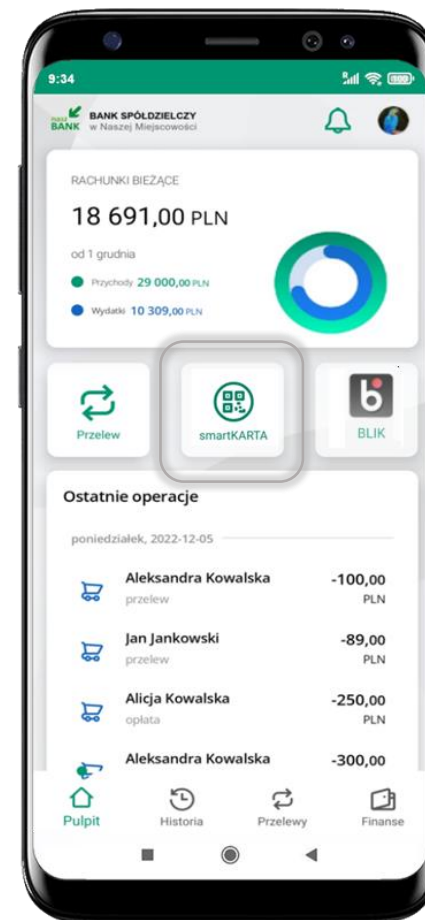 9:34
nasz BANK
BANK SPÓŁDZIELCZY
w Naszej Miejscowości
RACHUNKI BIEŻĄCE
18 691,00 PLN
od 1 grudnia
Przychody 29 000,00 PLN
Wydatki 10 309,00 PLN
Przelew
smartKARTA
BLIK
Ostatnie operacje
poniedziałek, 2022-12-05
Aleksandra Kowalska -100,00
przelew PLN
Jan Jankowski -89,00
przelew PLN
Alicja Kowalska -250,00
opłata PLN
Aleksandra Kowalska -300,00
Pulpit Historia Przelewy Finanse